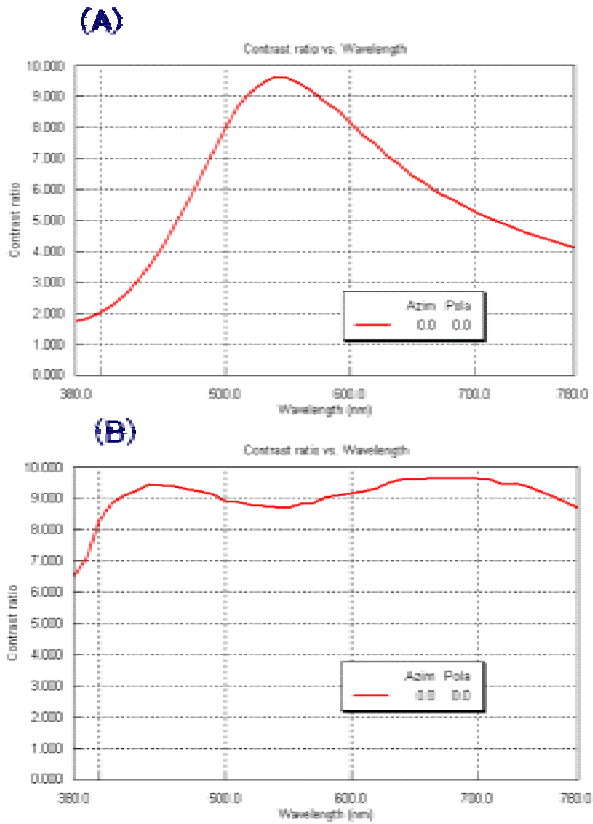 (A)
Contrast ratio vs. Wavelength
10.000
9.000
8.000
7.000
6.000
5.000
4.000
3.000
2.000
1.000
0.000
Contrast ratio
Azim Pola
0.0 0.0
380.0 500.0 600.0 700.0 780.0
Wavelength (nm)
(B)
Contrast ratio vs. Wavelength
10.000
9.000
8.000
7.000
6.000
5.000
4.000
3.000
2.000
1.000
0.000
Contrast ratio
Azim Pola
0.0 0.0
380.0 500.0 600.0 700.0 780.0
Wavelength (nm)